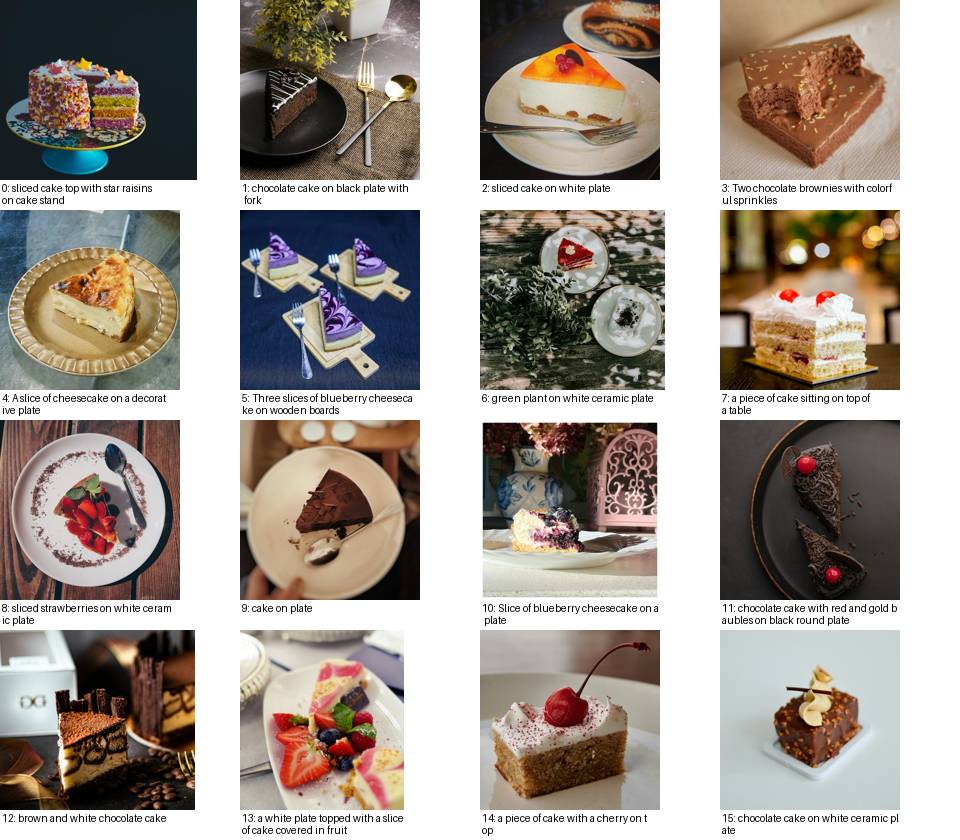 0: sliced cake top with star raisins
on cake stand
1: chocolate cake on black plate with
fork
2: sliced cake on white plate
3: Two chocolate brownies with colorf
ul sprinkles
4: A slice of cheesecake on a decorat
ive plate
5: Three slices of blueberry cheeseca
ke on wooden boards
6: green plant on white ceramic plate
7: a piece of cake sitting on top of
a table
8: sliced strawberries on white ceram
ic plate
9: cake on plate
10: Slice of blueberry cheesecake on a
plate
11: chocolate cake with red and gold b
aubles on black round plate
12: brown and white chocolate cake
13: a white plate topped with a slice
of cake covered in fruit
14: a piece of cake with a cherry on t
op
15: chocolate cake on white ceramic pl
ate